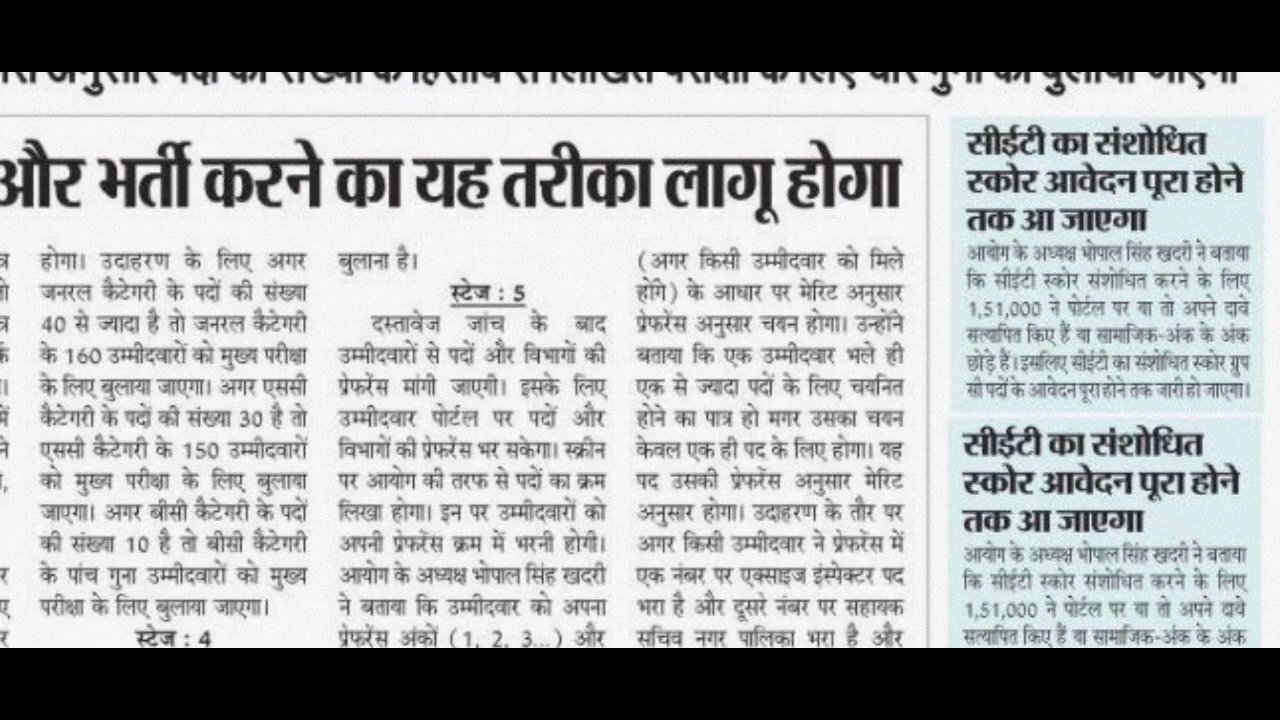 अनुसार पदों की संख्या के हिसाब से लिखित परीक्षा के लिए चार गुना को बुलाया जाएगा
और भर्ती करने का यह तरीका लागू होगा
होगा। उदाहरण के लिए अगर
जनरल कैटेगरी के पदों की संख्या
40 से ज्यादा है तो जनरल कैटेगरी
के 160 उम्मीदवारों को मुख्य परीक्षा
के लिए बुलाया जाएगा। अगर एससी
कैटेगरी के पदों की संख्या 30 है तो
एससी कैटेगरी के 150 उम्मीदवारों
को मुख्य परीक्षा के लिए बुलाया
जाएगा। अगर बीसी कैटेगरी के पदों
की संख्या 10 है तो बीसी कैटेगरी
के पांच गुना उम्मीदवारों को मुख्य
परीक्षा के लिए बुलाया जाएगा।
स्टेज : 4
बुलाना है।
स्टेज : 5
दस्तावेज जांच के बाद
उम्मीदवारों से पदों और विभागों की
प्रेफरेंस मांगी जाएगी। इसके लिए
उम्मीदवार पोर्टल पर पदों और
विभागों की प्रेफरेंस भर सकेगा। स्क्रीन
पर आयोग की तरफ से पदों का क्रम
लिखा होगा। इन पर उम्मीदवारों को
अपनी प्रेफरेंस क्रम में भरनी होगी।
आयोग के अध्यक्ष भोपाल सिंह खदरी
ने बताया कि उम्मीदवार को अपना
प्रेफरेंस अंकों (1, 2, 3...) और
(अगर किसी उम्मीदवार को मिले
होंगे) के आधार पर मेरिट अनुसार
प्रेफरेंस अनुसार चयन होगा। उन्होंने
बताया कि एक उम्मीदवार भले ही
एक से ज्यादा पदों के लिए चयनित
होने का पात्र हो मगर उसका चयन
केवल एक ही पद के लिए होगा। यह
पद उसकी प्रेफरेंस अनुसार मेरिट
अनुसार होगा। उदाहरण के तौर पर
अगर किसी उम्मीदवार ने प्रेफरेंस में
एक नंबर पर एक्साइज इंस्पेक्टर पद
भरा है और दूसरे नंबर पर सहायक
सचिव नगर पालिका भरा है और
सीईटी का संशोधित
स्कोर आवेदन पूरा होने
तक आ जाएगा
आयोग के अध्यक्ष भोपाल सिंह खदरी ने बताया
कि सीईटी स्कोर संशोधित करने के लिए
1,51,000 ने पोर्टल पर या तो अपने दावे
सत्यापित किए हैं या सामाजिक-अंक के अंक
छोड़े हैं। इसलिए सीईटी का संशोधित स्कोर ग्रुप
सी पदों के आवेदन पूरा होने तक जारी हो जाएगा।
सीईटी का संशोधित
स्कोर आवेदन पूरा होने
तक आ जाएगा
आयोग के अध्यक्ष भोपाल सिंह खदरी ने बताया
कि सीईटी स्कोर संशोधित करने के लिए
1,51,000 ने पोर्टल पर या तो अपने दावे
सत्यापित किए हैं या सामाजिक-अंक के अंक